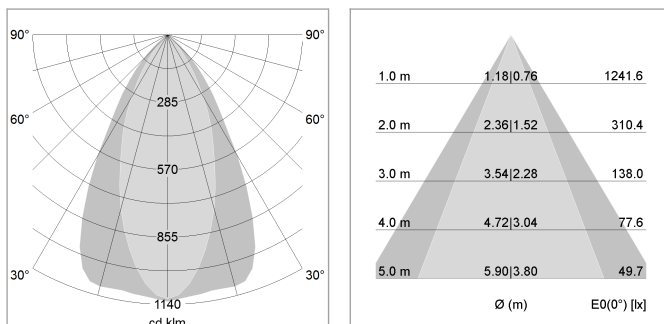 90° 90°
285
60° 60°
570
855
30° 30°
1140
cd klm
1.0 m 1.18|0.76 1241.6
2.0 m 2.36|1.52 310.4
3.0 m 3.54|2.28 138.0
4.0 m 4.72|3.04 77.6
5.0 m 5.90|3.80 49.7
Ø (m) E0(0°) [lx]